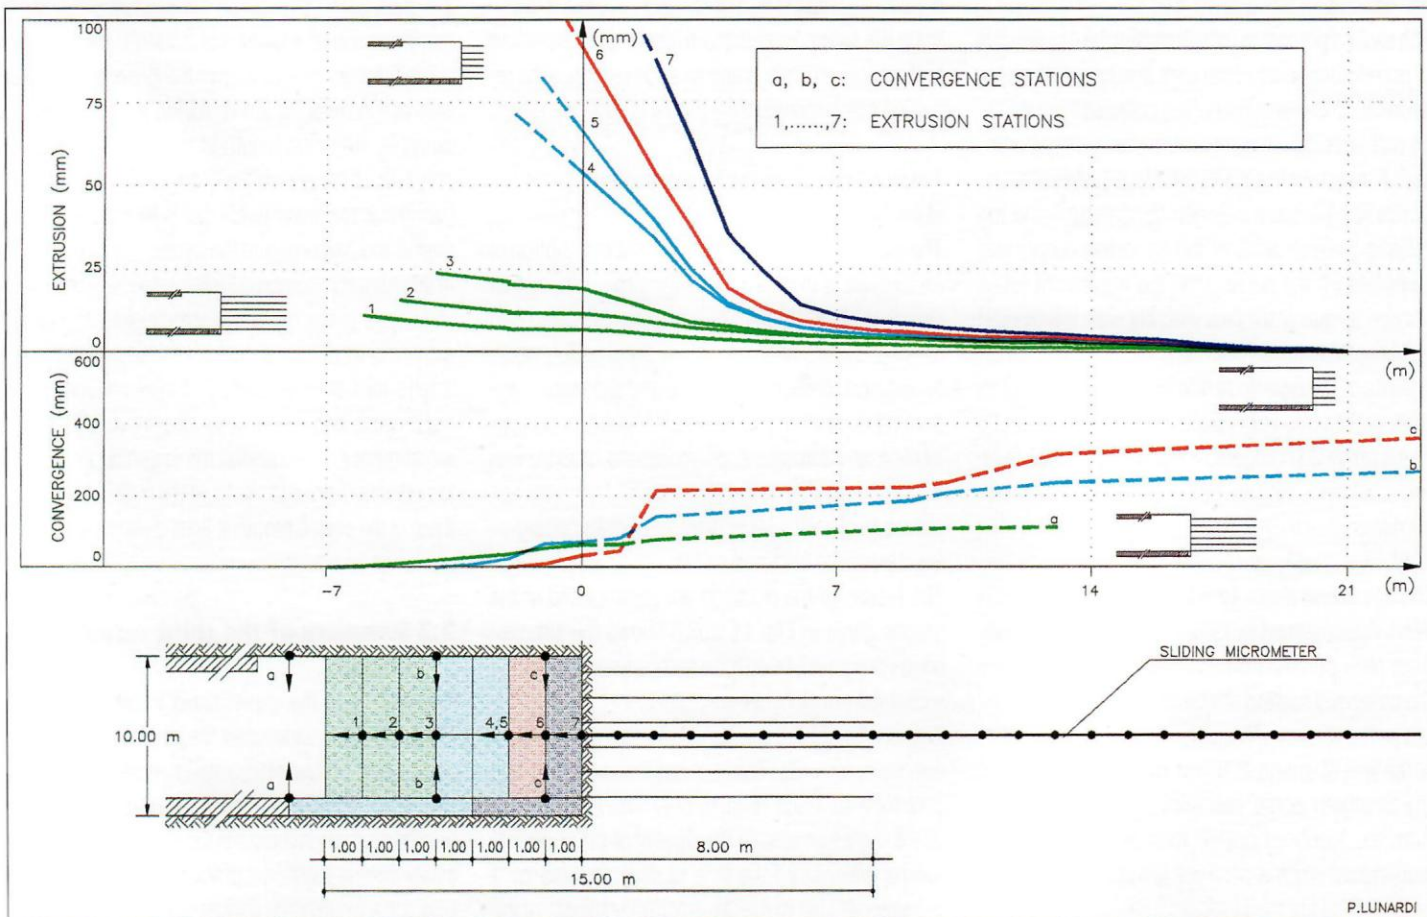 100
75
50
25
0
EXTRUSION (mm)
(mm)
6
7
5
4
3
2
1
a, b, c: CONVERGENCE STATIONS
1,......,7: EXTRUSION STATIONS
(m)
600
400
200
0
CONVERGENCE (mm)
c
b
a
-7
0
7
14
21
(m)
SLIDING MICROMETER
a
b
c
1
2
3
4,5
6
7
10.00 m
a
b
c
1.00
1.00
1.00
1.00
1.00
1.00
1.00
8.00 m
15.00 m
P.LUNARDI